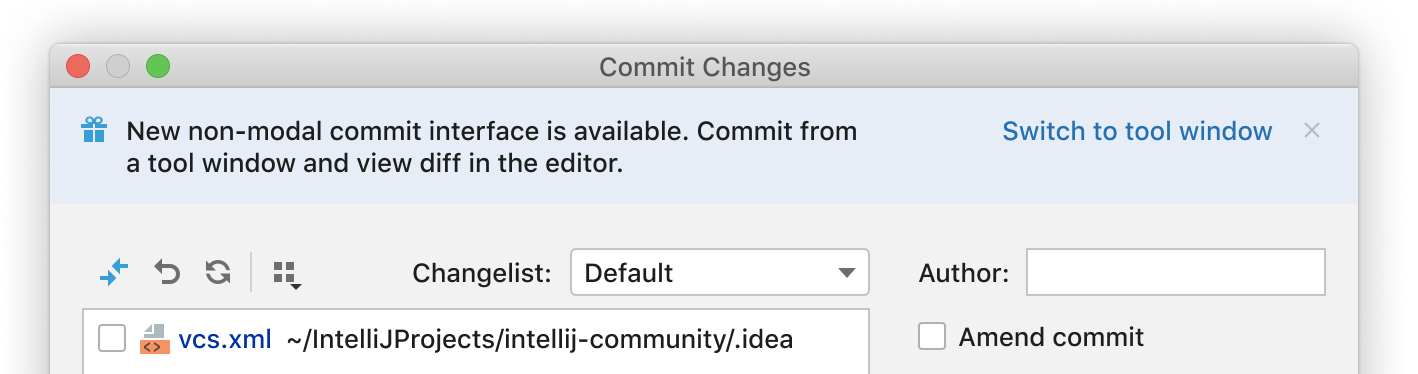 Commit Changes
New non-modal commit interface is available. Commit from
a tool window and view diff in the editor.
Switch to tool window
Changelist: Default
Author:
vcs.xml ~/IntelliJProjects/intellij-community/.idea
Amend commit